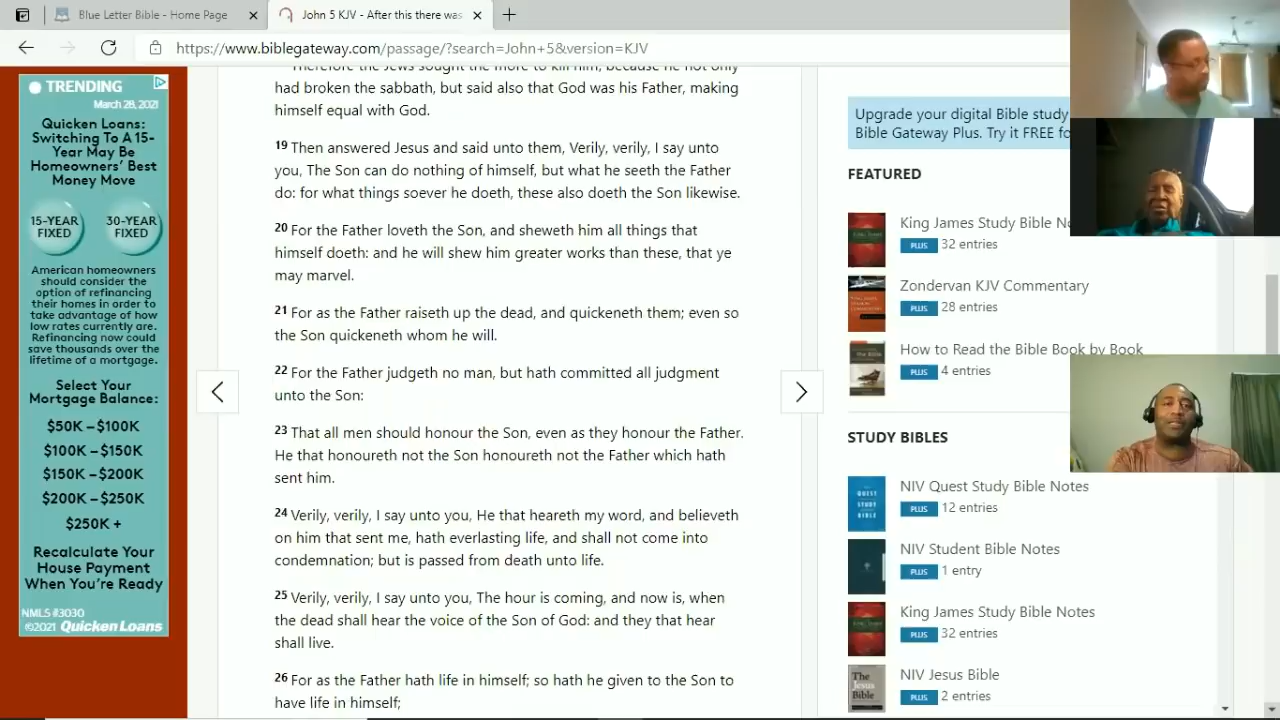 Blue Letter Bible - Home Page
John 5 KJV - After this there was
https://www.biblegateway.com/passage/?search=John+5&version=KJV
TRENDING
March 28, 2021
Quicken Loans:
Switching To A 15-
Year May Be
Homeowners’ Best
Money Move
15-YEAR
FIXED
30-YEAR
FIXED
American homeowners
should consider the
option of refinancing
their homes in order to
take advantage of how
low rates currently are.
Refinancing now could
save thousands over the
lifetime of a mortgage.
Select Your
Mortgage Balance:
$50K – $100K
$100K – $150K
$150K – $200K
$200K – $250K
$250K +
Recalculate Your
House Payment
When You’re Ready
NMLS #3030
©2021 Quicken Loans
Therefore the Jews sought the more to kill him, because he not only
had broken the sabbath, but said also that God was his Father, making
himself equal with God.
19 Then answered Jesus and said unto them, Verily, verily, I say unto
you, The Son can do nothing of himself, but what he seeth the Father
do: for what things soever he doeth, these also doeth the Son likewise.
20 For the Father loveth the Son, and sheweth him all things that
himself doeth: and he will shew him greater works than these, that ye
may marvel.
21 For as the Father raiseth up the dead, and quickeneth them; even so
the Son quickeneth whom he will.
22 For the Father judgeth no man, but hath committed all judgment
unto the Son:
23 That all men should honour the Son, even as they honour the Father.
He that honoureth not the Son honoureth not the Father which hath
sent him.
24 Verily, verily, I say unto you, He that heareth my word, and believeth
on him that sent me, hath everlasting life, and shall not come into
condemnation; but is passed from death unto life.
25 Verily, verily, I say unto you, The hour is coming, and now is, when
the dead shall hear the voice of the Son of God: and they that hear
shall live.
26 For as the Father hath life in himself; so hath he given to the Son to
have life in himself;
Upgrade your digital Bible study
Bible Gateway Plus. Try it FREE
FEATURED
King James Study Bible
PLUS 32 entries
Zondervan KJV Commentary
PLUS 28 entries
How to Read the Bible Book by Book
PLUS 4 entries
STUDY BIBLES
NIV Quest Study Bible Notes
PLUS 12 entries
NIV Student Bible Notes
PLUS 1 entry
King James Study Bible Notes
PLUS 32 entries
NIV Jesus Bible
PLUS 2 entries
QUEST
STUDY
BIBLE
The
Jesus
Bible